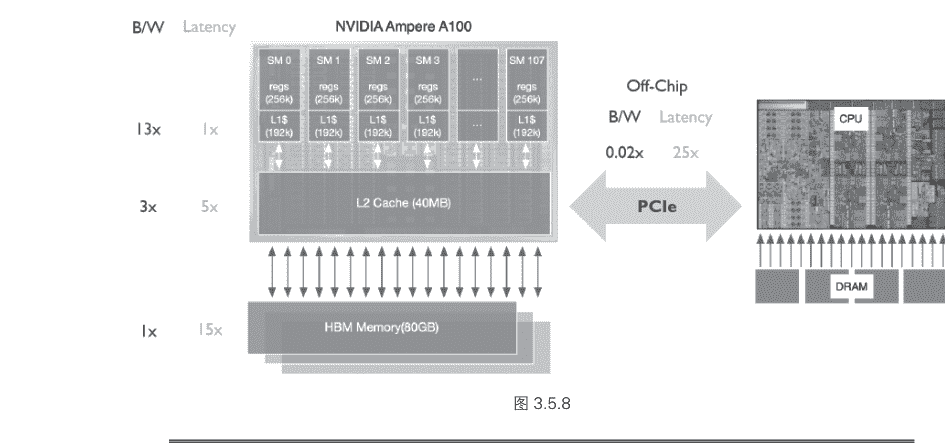 B/W Latency
NVIDIA Ampere A100
SM 0 SM 1 SM 2 SM 3 ... SM 107
regs regs regs regs regs
(256k) (256k) (256k) (256k) (256k)
L1$ L1$ L1$ L1$ ... L1$
(192k) (192k) (192k) (192k) (192k)
13x 1x
3x 5x
L2 Cache (40MB)
1x 15x
HBM Memory(80GB)
Off-Chip
B/W Latency
0.02x 25x
PCIe
CPU
DRAM
图 3.5.8